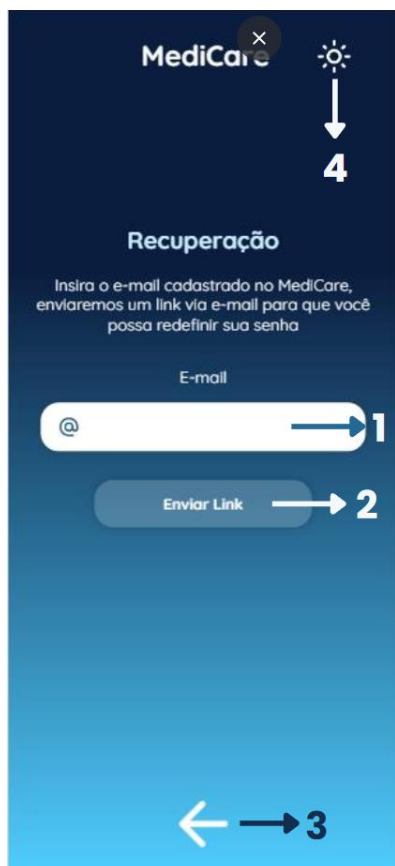 MediCare
4
Recuperação
Insira o e-mail cadastrado no MediCare,
enviaremos um link via e-mail para que você
possa redefinir sua senha
E-mail
@
1
Enviar Link
2
3